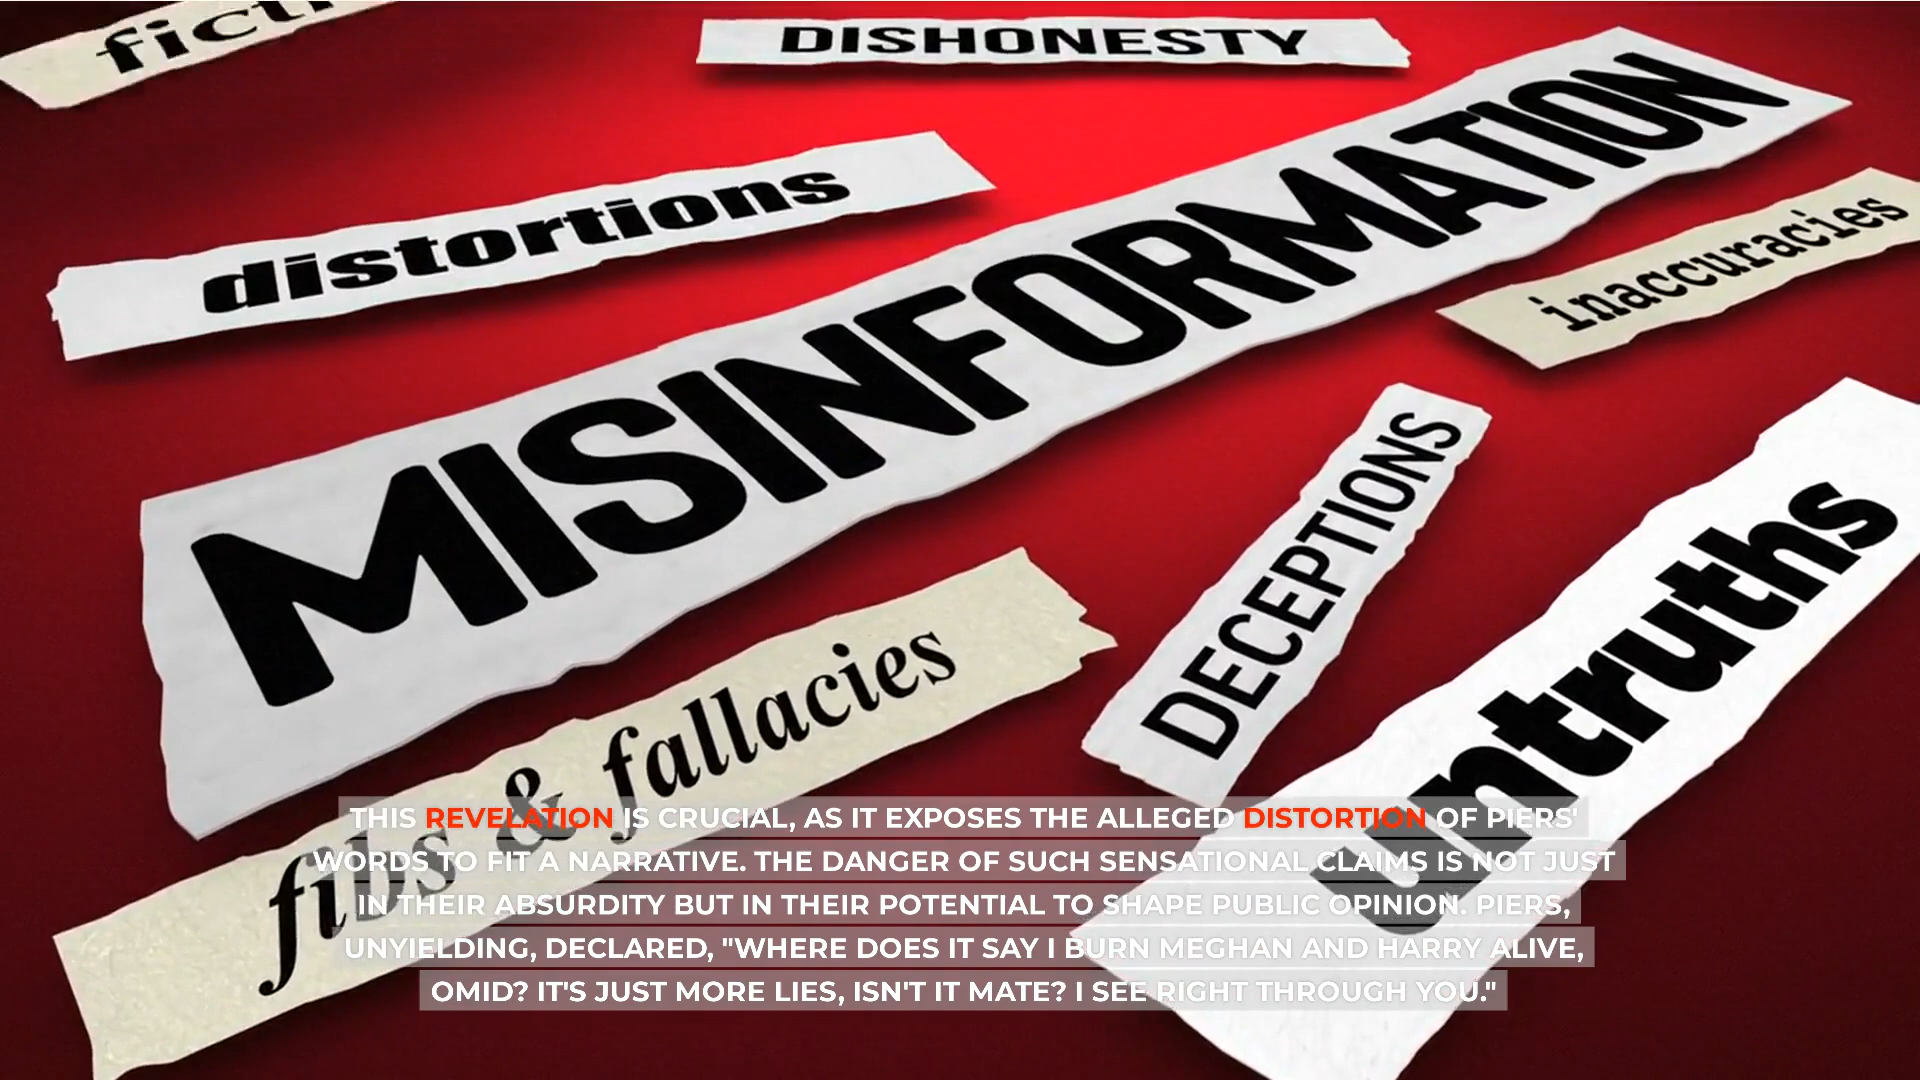 ficti
DISHONESTY
distortions
MISINFORMATION
inaccuracies
DECEPTIONS
untruths
fibs & fallacies
THIS REVELATION IS CRUCIAL, AS IT EXPOSES THE ALLEGED DISTORTION OF PIERS'
WORDS TO FIT A NARRATIVE. THE DANGER OF SUCH SENSATIONAL CLAIMS IS NOT JUST
IN THEIR ABSURDITY BUT IN THEIR POTENTIAL TO SHAPE PUBLIC OPINION. PIERS,
UNYIELDING, DECLARED, "WHERE DOES IT SAY I BURN MEGHAN AND HARRY ALIVE,
OMID? IT'S JUST MORE LIES, ISN'T IT MATE? I SEE RIGHT THROUGH YOU."